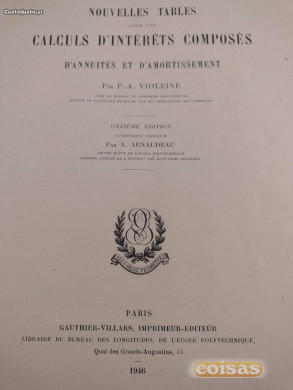 CustoJusto.pt
NOUVELLES TABLES
POUR LES
CALCULS D'INTÉRÊTS COMPOSÉS
D'ANNUITÉS ET D'AMORTISSEMENT
PAR P.-A. VIOLEINE
ONZIÈME ÉDITION
PAR A. ARNAUDEAU
PARIS
GAUTHIER-VILLARS, IMPRIMEUR-ÉDITEUR
LIBRAIRE DU BUREAU DES LONGITUDES, DE L'ÉCOLE POLYTECHNIQUE,
Quai des Grands-Augustins, 55
1946
coisas